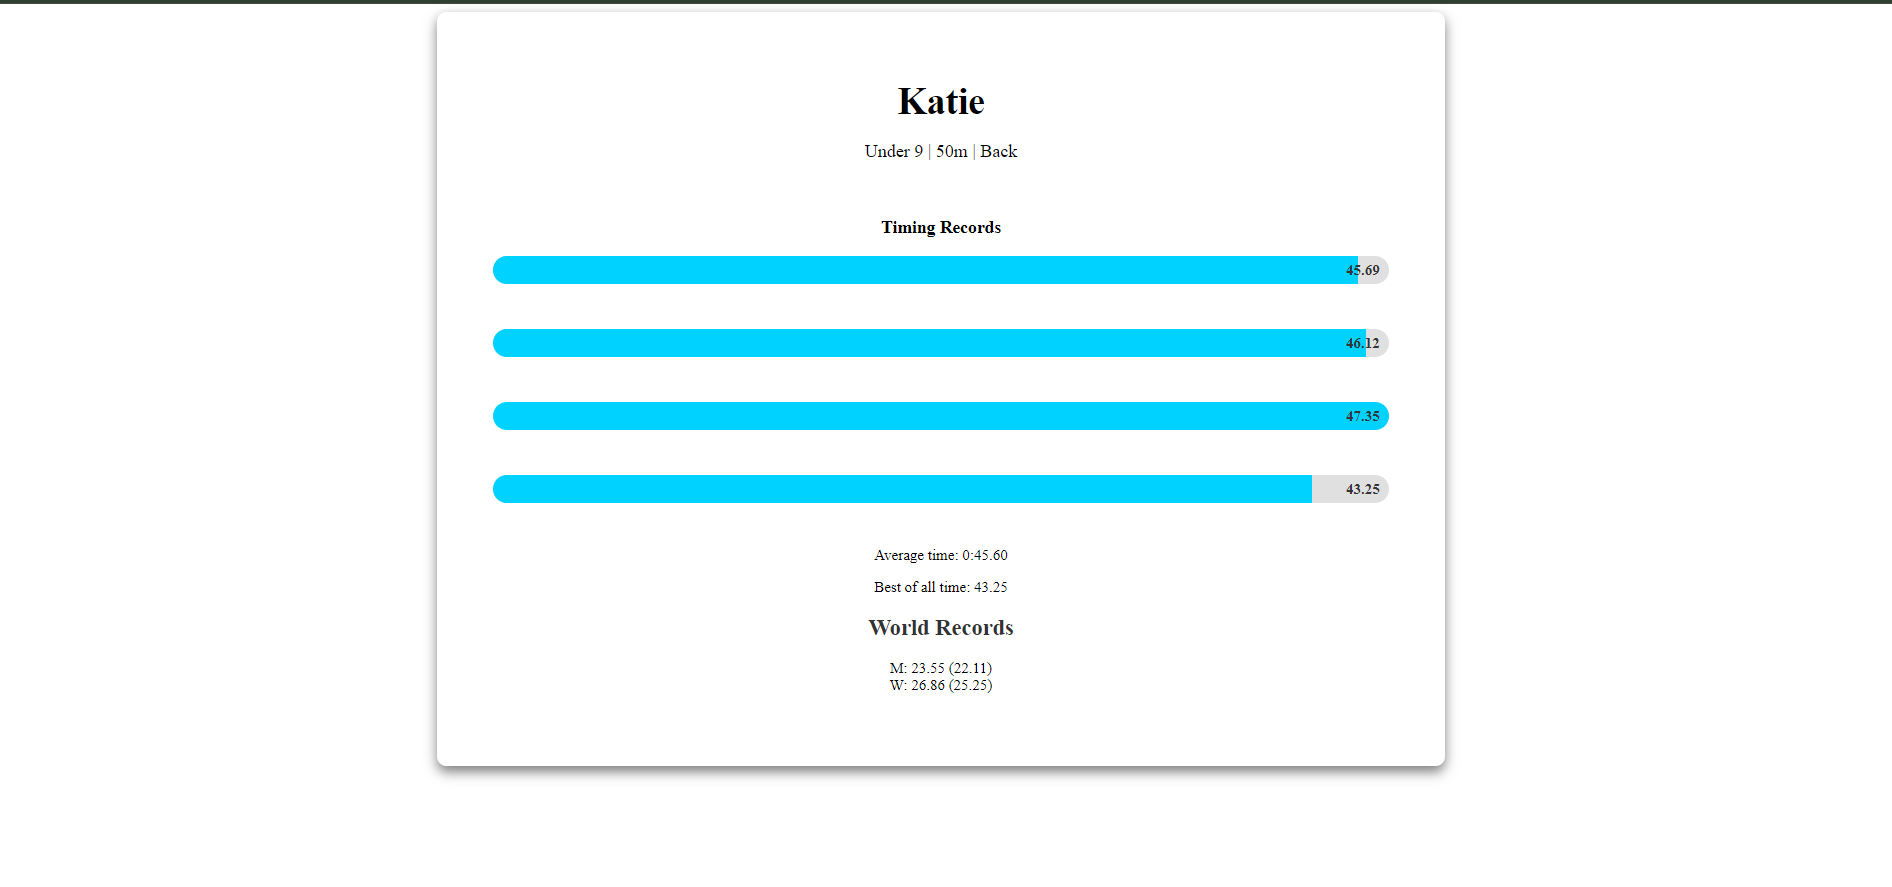 Katie
Under 9 | 50m | Back
Timing Records
45.69
46.12
47.35
43.25
Average time: 0:45.60
Best of all time: 43.25
World Records
M: 23.55 (22.11)
W: 26.86 (25.25)